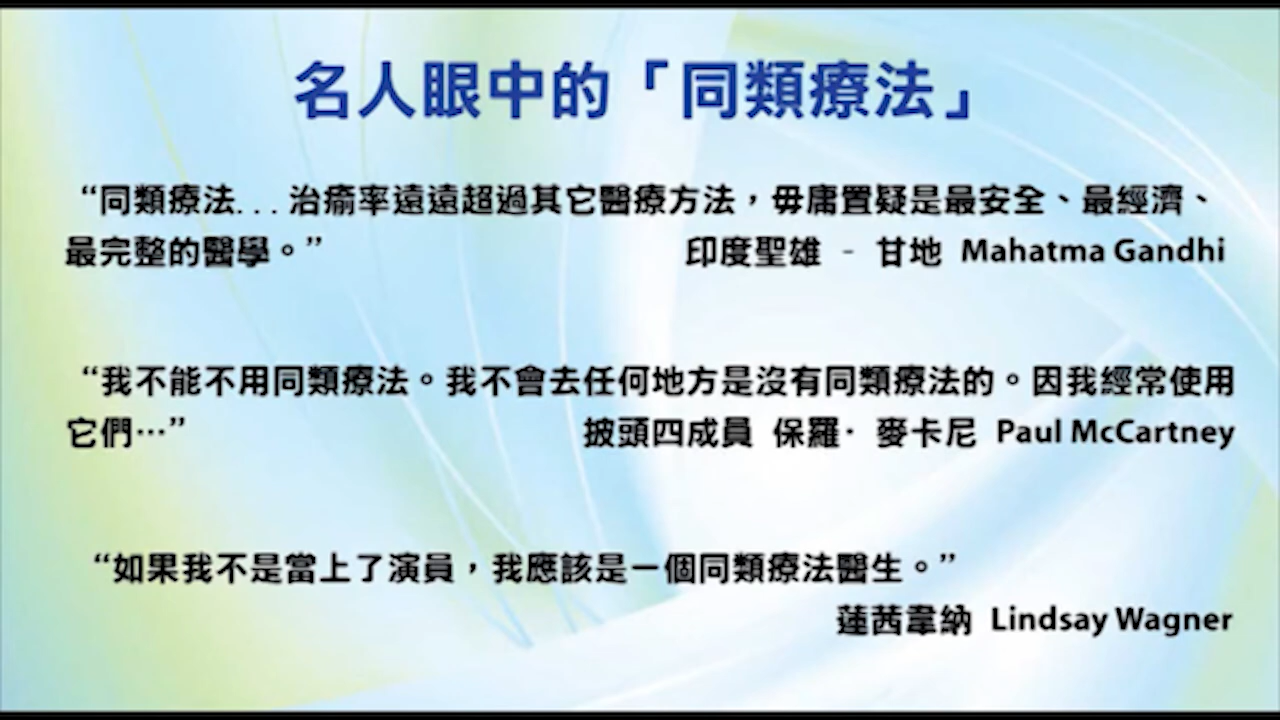 名人眼中的「同類療法」
“同類療法...治癒率遠遠超過其它醫療方法，毋庸置疑是最安全、最經濟、
最完整的醫學。” 印度聖雄 - 甘地 Mahatma Gandhi
“我不能不用同類療法。我不會去任何地方是沒有同類療法的。因我經常使用
它們…” 披頭四成員 保羅· 麥卡尼 Paul McCartney
“如果我不是當上了演員，我應該是一個同類療法醫生。”
蓮茜韋納 Lindsay Wagner